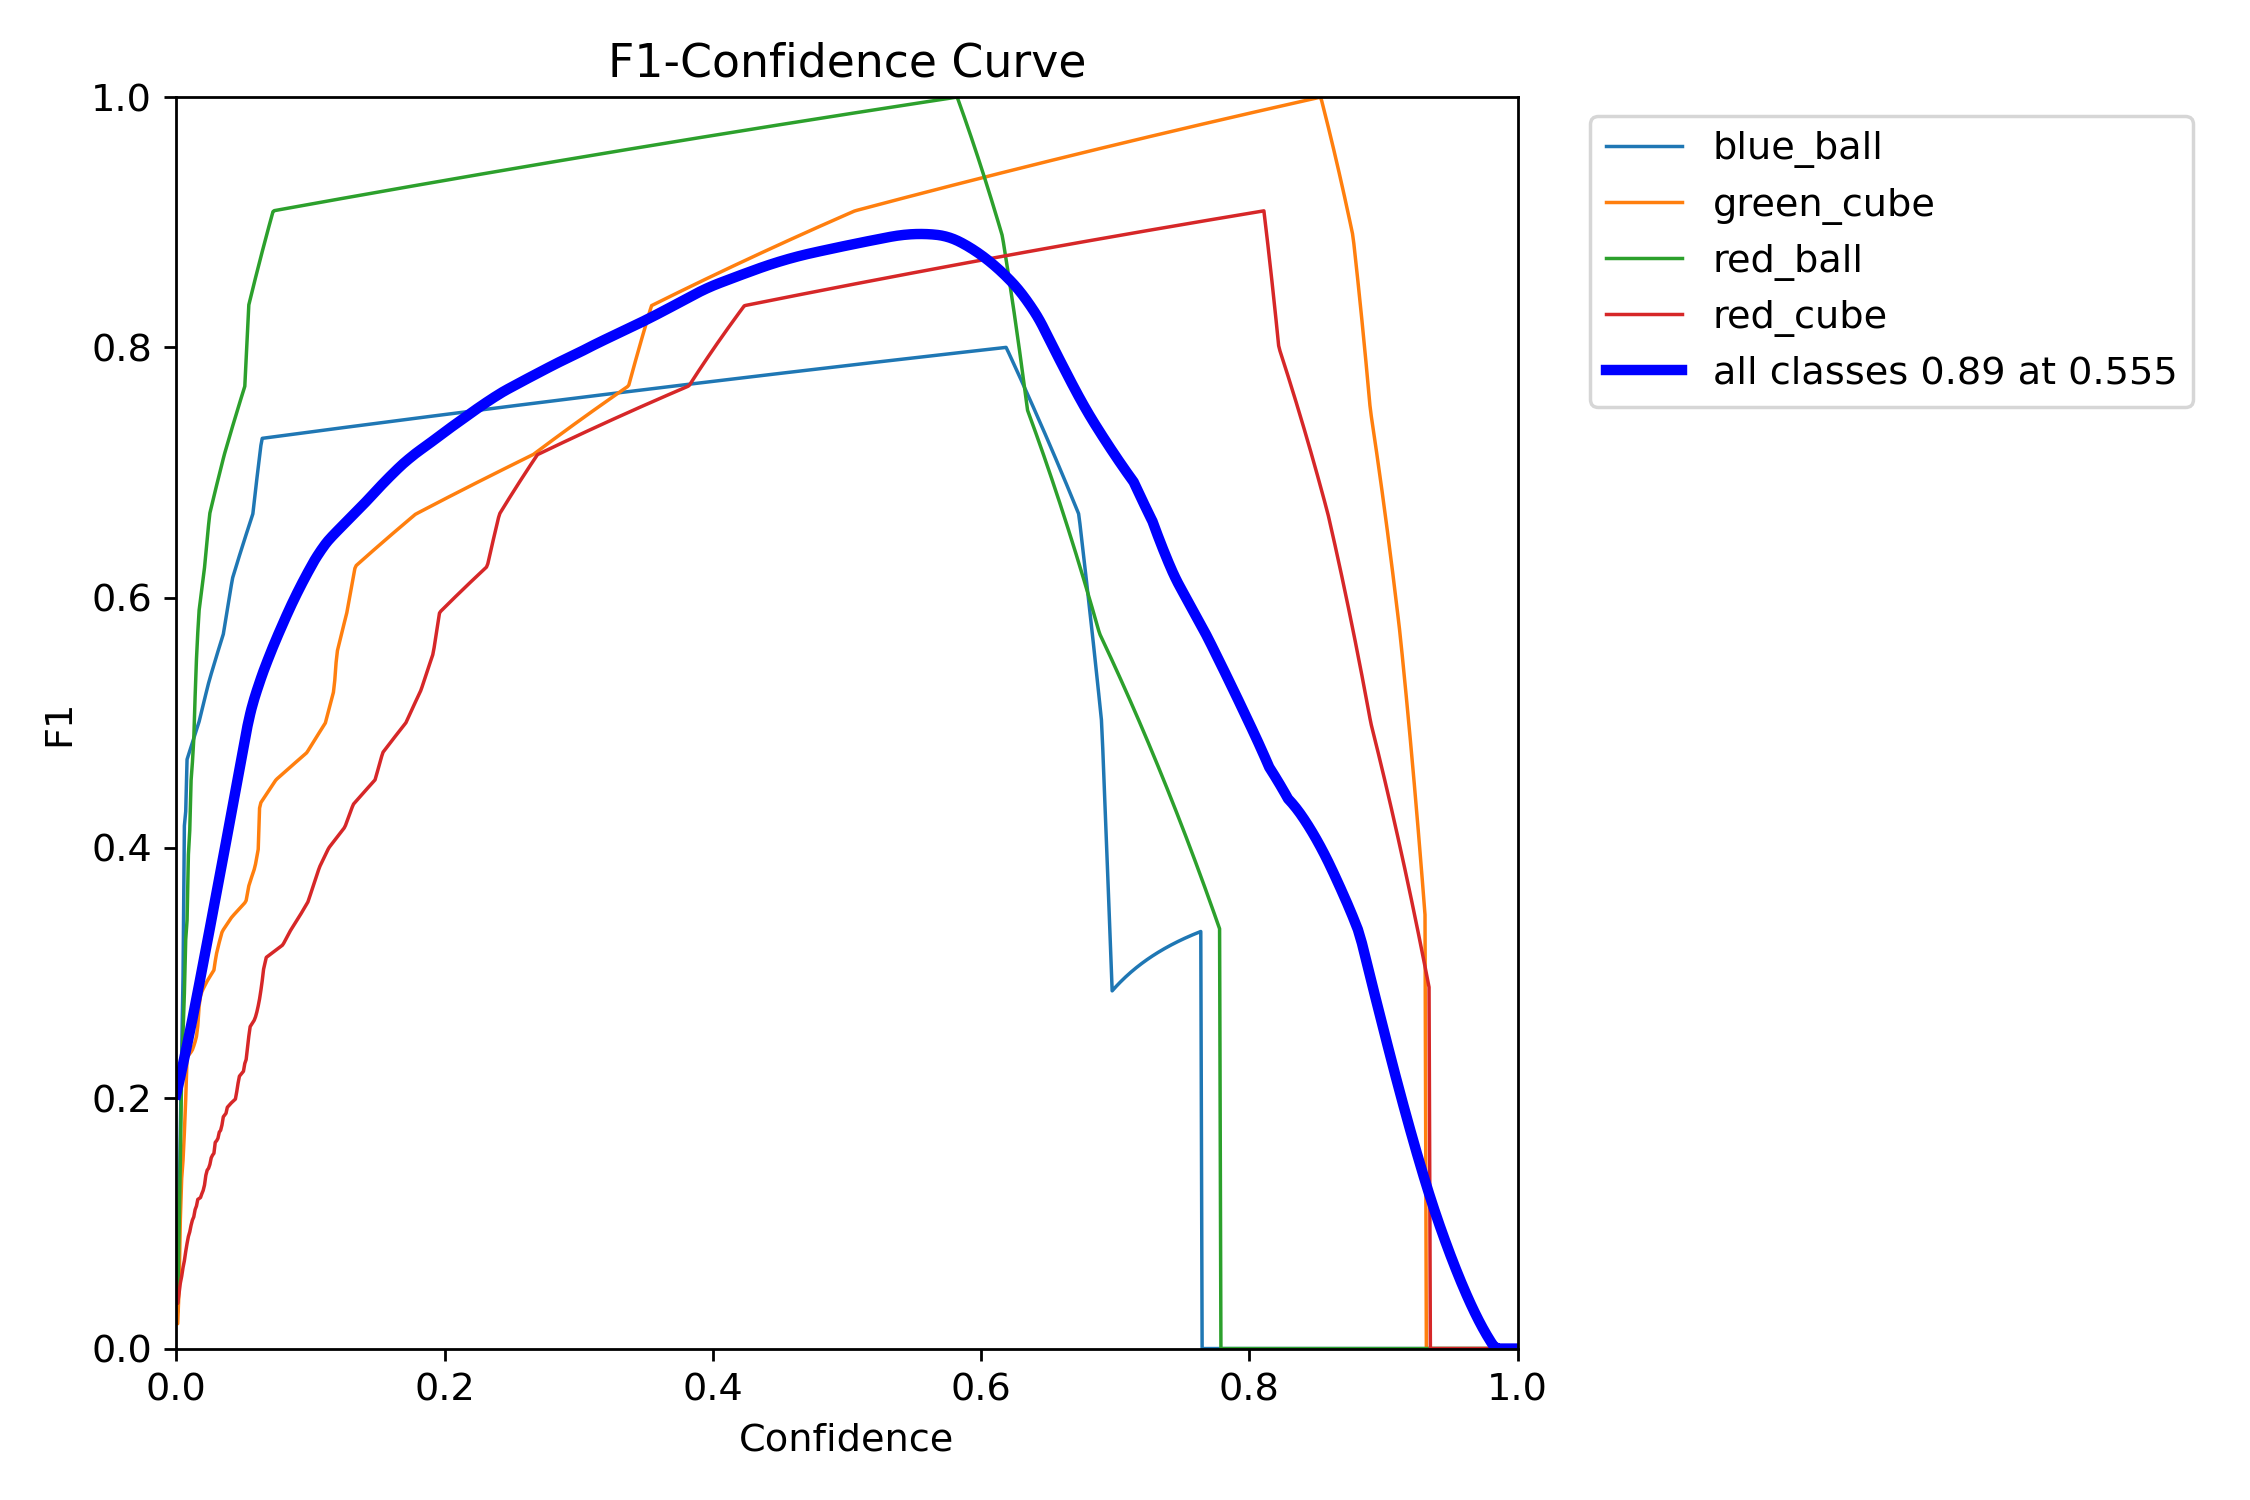 F1-Confidence Curve
1.0
0.8
0.6
0.4
0.2
0.0
F1
0.0 0.2 0.4 0.6 0.8 1.0
Confidence
blue_ball
green_cube
red_ball
red_cube
all classes 0.89 at 0.555